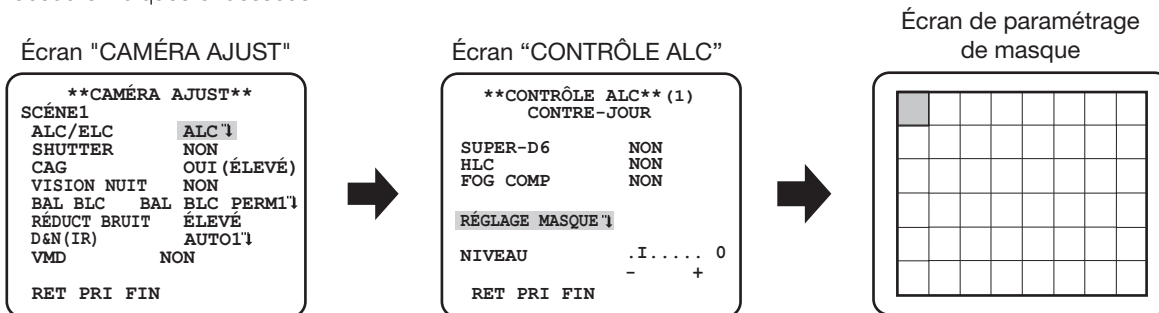 Écran "CAMÉRA AJUST"
**CAMÉRA AJUST**
SCÉNE1
ALC/ELC ALC
SHUTTER NON
CAG OUI(ÉLEVÉ)
VISION NUIT NON
BAL BLC BAL BLC PERM1
RÉDUCT BRUIT ÉLEVÉ
D&N(IR) AUTO1
VMD NON
RET PRI FIN
Écran “CONTRÔLE ALC”
**CONTRÔLE ALC**(1)
CONTRE-JOUR
SUPER-D6 NON
HLC NON
FOG COMP NON
RÉGLAGE MASQUE
NIVEAU .I..... 0
- +
RET PRI FIN
Écran de paramétrage
de masque